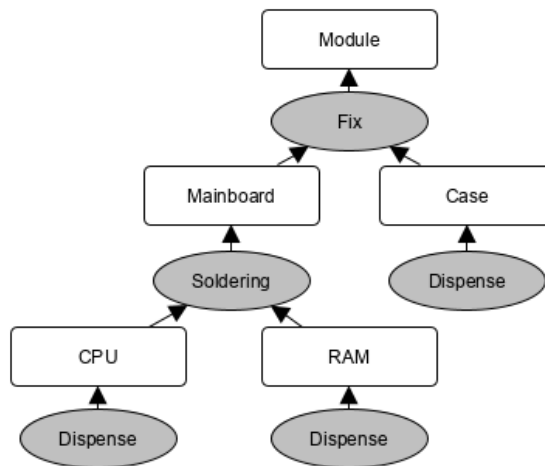 Module
Fix
Mainboard
Case
Soldering
Dispense
CPU
RAM
Dispense
Dispense